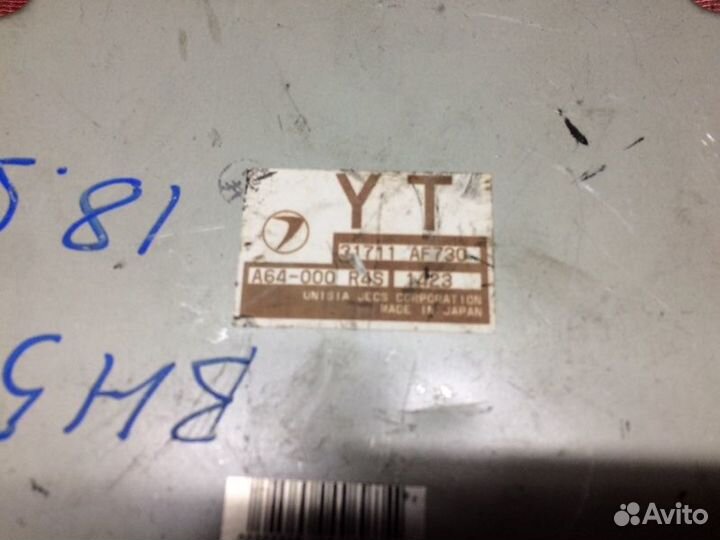 YT
31711 AF730
A64-000 R4S 1423
UNISIA JECS CORPORATION
MADE IN JAPAN
18.5
BH5
Avito